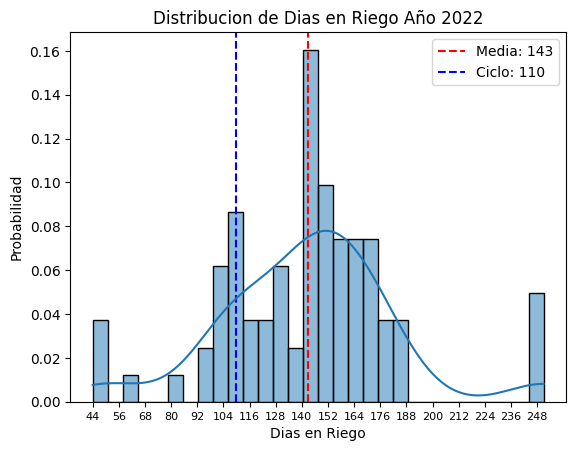 Distribucion de Dias en Riego Año 2022
Media: 143
Ciclo: 110
Probabilidad
0.16
0.14
0.12
0.10
0.08
0.06
0.04
0.02
0.00
44 56 68 80 92 104 116 128 140 152 164 176 188 200 212 224 236 248
Dias en Riego